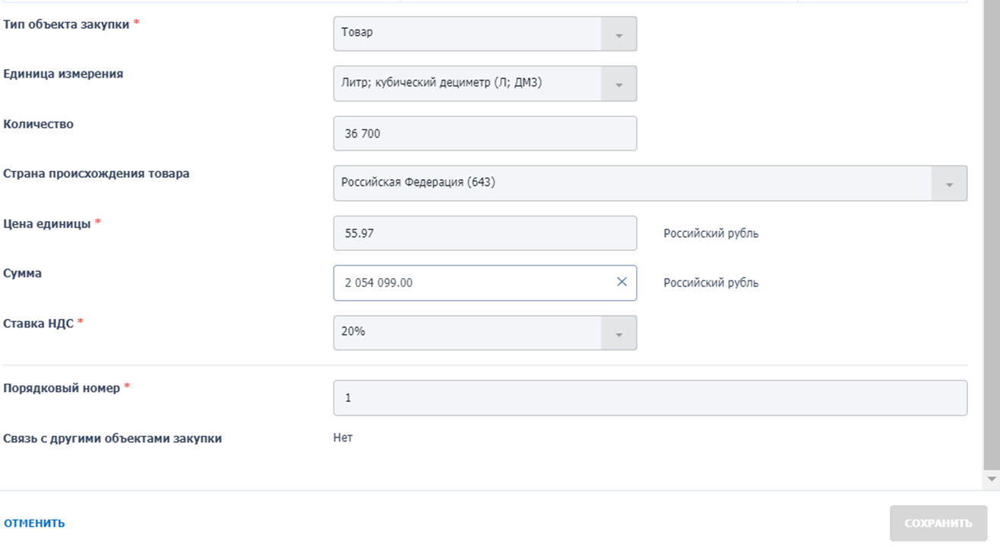 Тип объекта закупки *
Товар
Единица измерения
Литр; кубический дециметр (Л; ДМ3)
Количество
36 700
Страна происхождения товара
Российская Федерация (643)
Цена единицы *
55.97
Российский рубль
Сумма
2 054 099.00
Российский рубль
Ставка НДС *
20%
Порядковый номер *
1
Связь с другими объектами закупки
Нет
ОТМЕНИТЬ
СОХРАНИТЬ